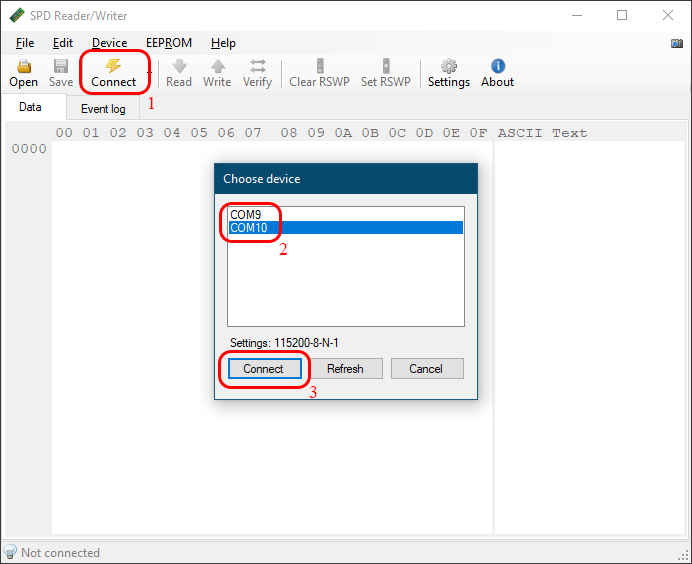 SPD Reader/Writer
File Edit Device EEPROM Help
Open Save Connect Read Write Verify Clear RSWP Set RSWP Settings About
1
Data Event log
00 01 02 03 04 05 06 07 08 09 0A 0B 0C 0D 0E 0F ASCII Text
0000
Choose device
COM9
COM10
2
Settings: 115200-8-N-1
Connect Refresh Cancel
3
Not connected